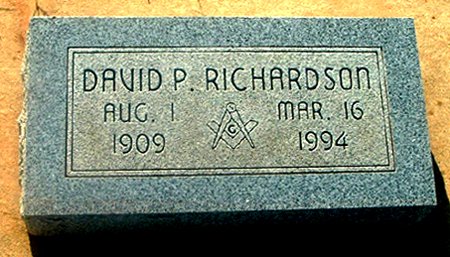 DAVID P. RICHARDSON
AUG. 1 MAR. 16
1909 C 1994